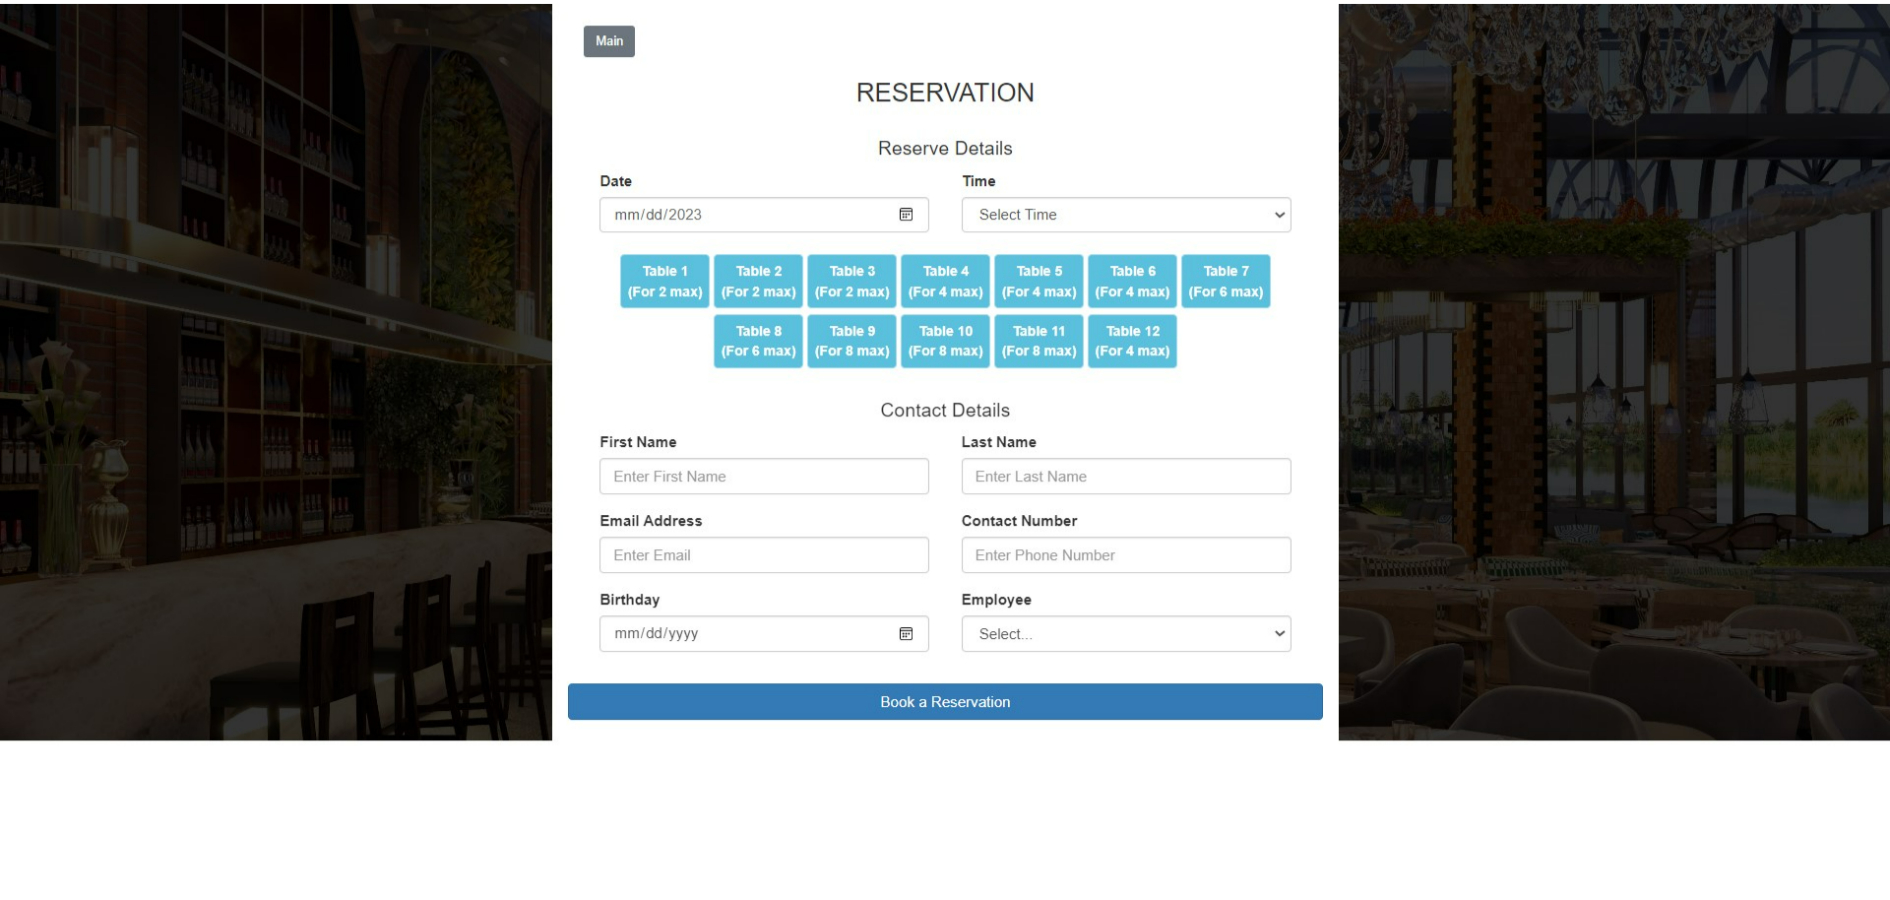 Main
RESERVATION
Reserve Details
Date Time
mm/dd/2023 Select Time
Table 1 Table 2 Table 3 Table 4 Table 5 Table 6 Table 7
(For 2 max) (For 2 max) (For 2 max) (For 4 max) (For 4 max) (For 4 max) (For 6 max)
Table 8 Table 9 Table 10 Table 11 Table 12
(For 6 max) (For 8 max) (For 8 max) (For 8 max) (For 4 max)
Contact Details
First Name Last Name
Enter First Name Enter Last Name
Email Address Contact Number
Enter Email Enter Phone Number
Birthday Employee
mm/dd/yyyy Select...
Book a Reservation